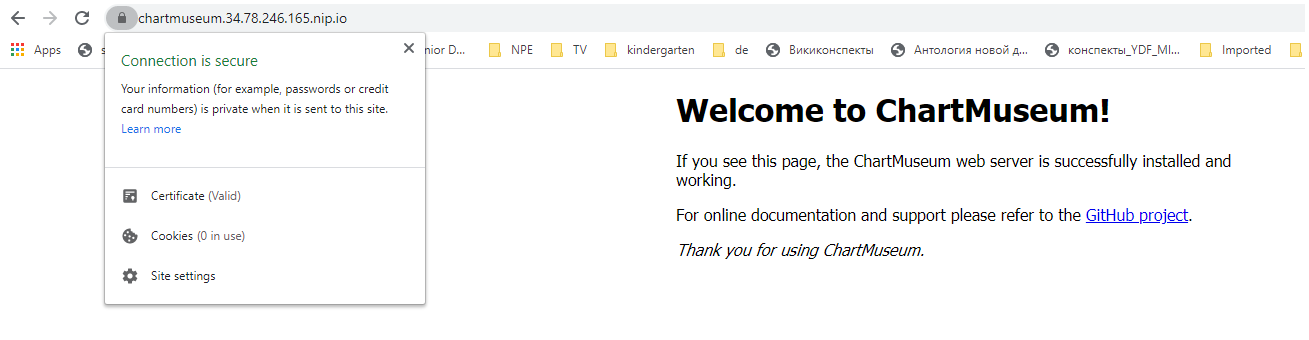 chartmuseum.34.78.246.165.nip.io
Apps
s
nior D...
NPE
TV
kindergarten
de
Викиконспекты
Антология новой д...
конспекты_YDF_MI...
Imported
Connection is secure
Your information (for example, passwords or credit
card numbers) is private when it is sent to this site.
Learn more
Certificate (Valid)
Cookies (0 in use)
Site settings
Welcome to ChartMuseum!
If you see this page, the ChartMuseum web server is successfully installed and
working.
For online documentation and support please refer to the GitHub project.
Thank you for using ChartMuseum.